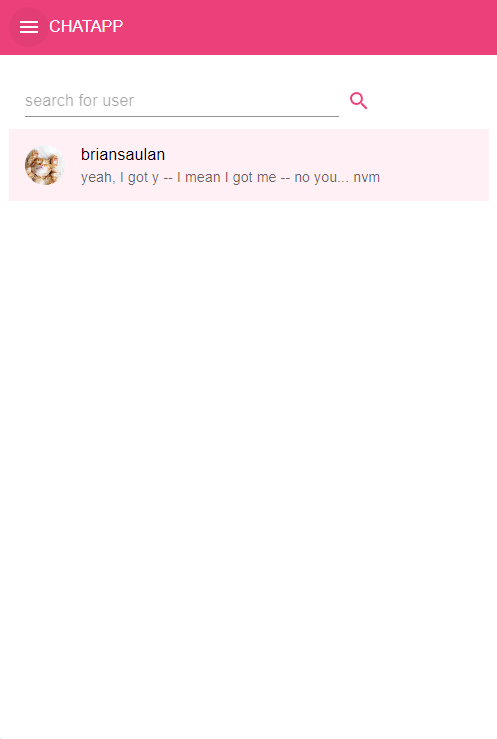 CHATAPP
search for user
briansaulan
yeah, I got y -- I mean I got me -- no you... nvm